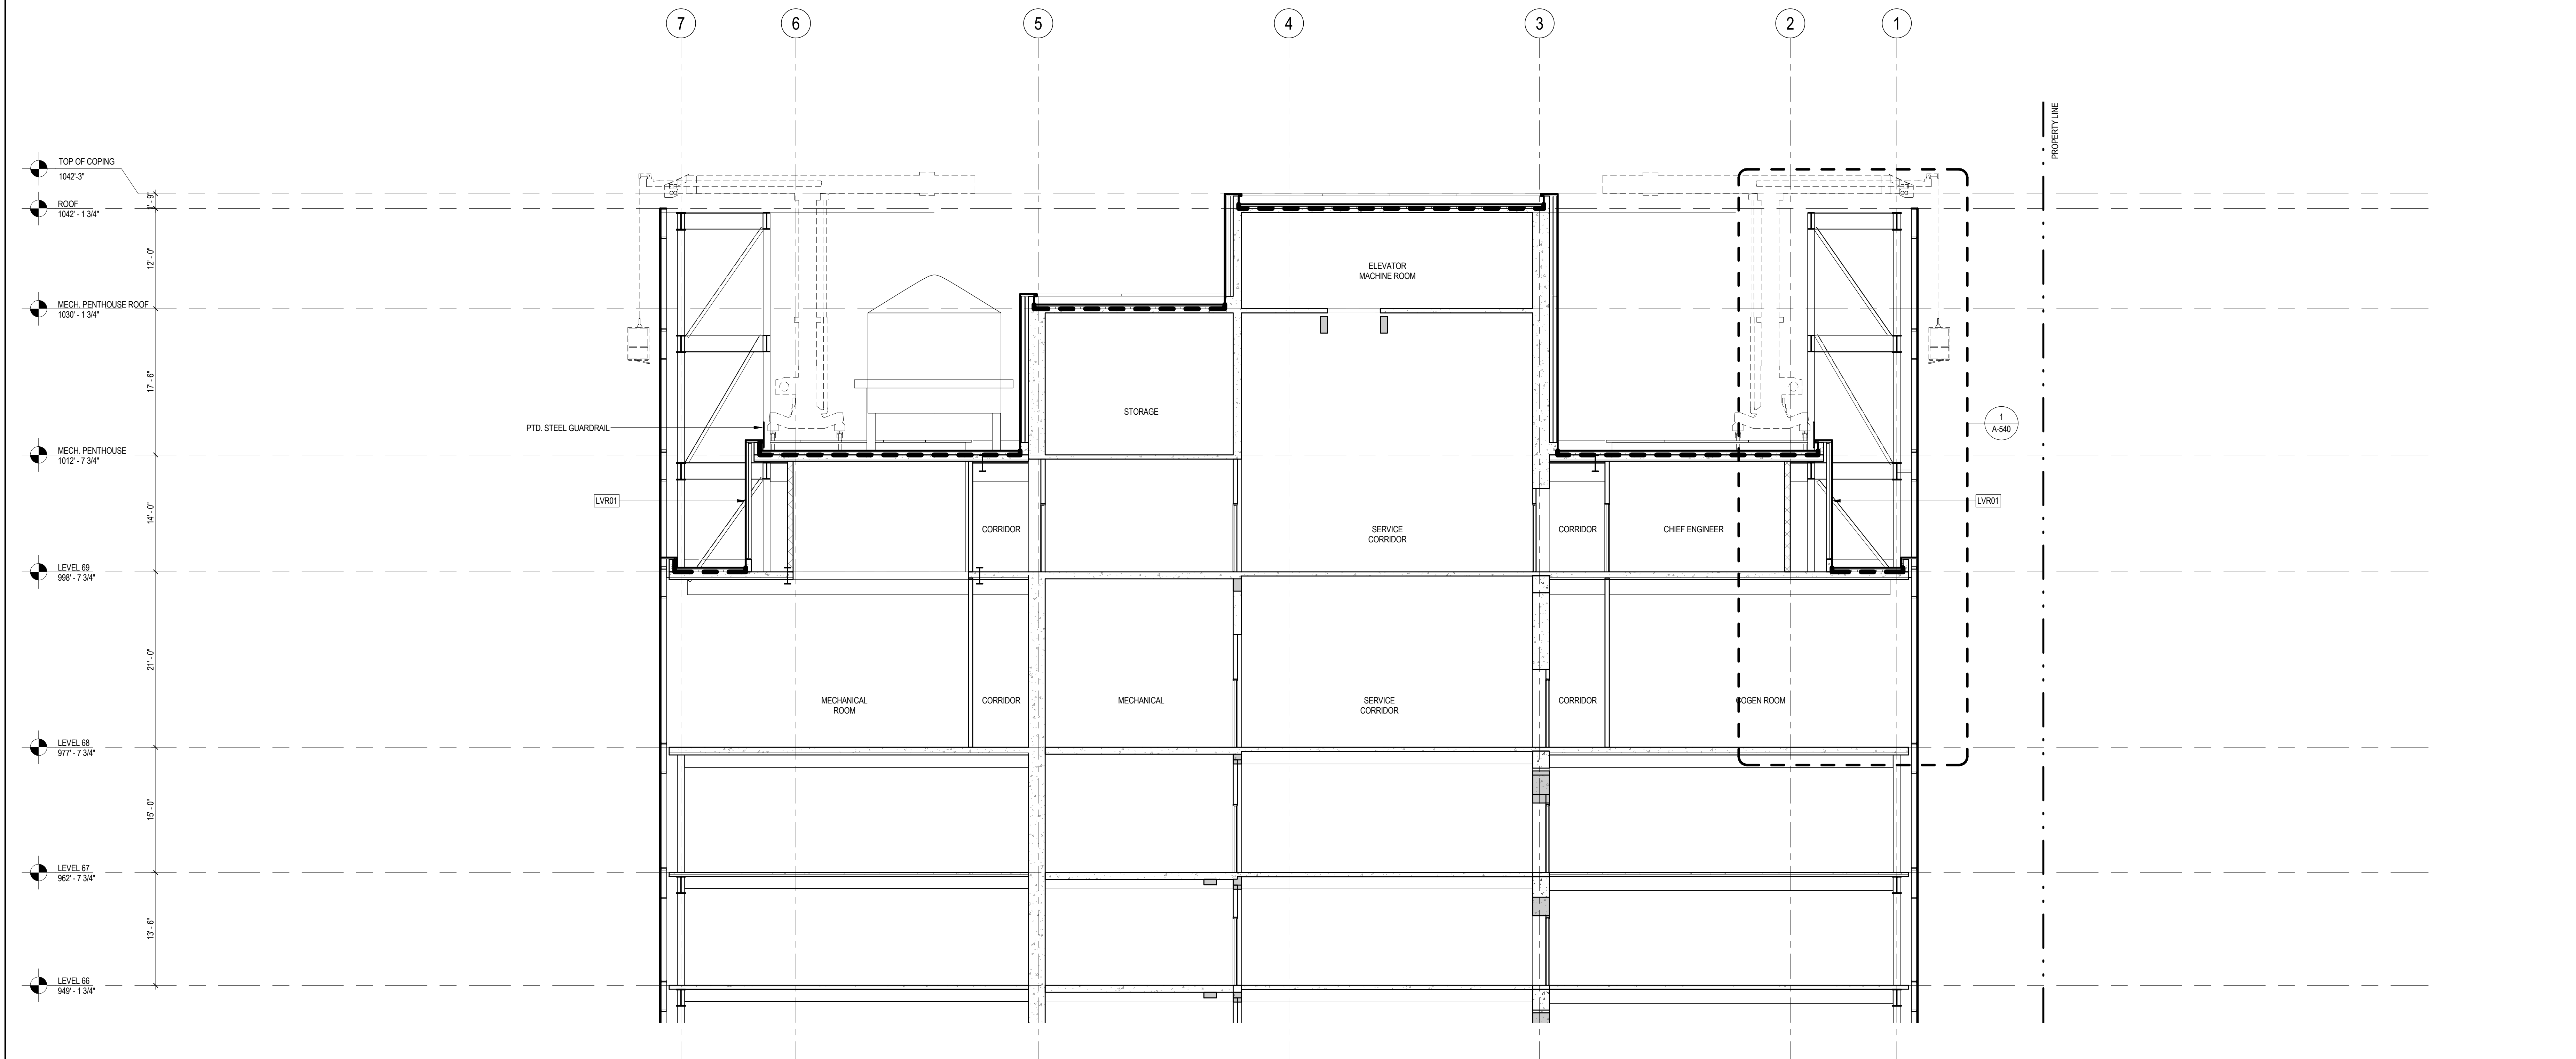 7
6
5
4
3
2
1
PROPERTY LINE
TOP OF COPING
1042'-3"
1' - 9"
ROOF
1042' - 1 3/4"
12' - 0"
ELEVATOR
MACHINE ROOM
MECH. PENTHOUSE ROOF
1030' - 1 3/4"
17' - 6"
STORAGE
PTD. STEEL GUARDRAIL
1
A-540
MECH. PENTHOUSE
1012' - 7 3/4"
LVR01
LVR01
14' - 0"
CORRIDOR
SERVICE
CORRIDOR
CORRIDOR
CHIEF ENGINEER
LEVEL 69
998' - 7 3/4"
21' - 0"
MECHANICAL
ROOM
CORRIDOR
MECHANICAL
SERVICE
CORRIDOR
CORRIDOR
COGEN ROOM
LEVEL 68
977' - 7 3/4"
15' - 0"
LEVEL 67
962' - 7 3/4"
13' - 6"
LEVEL 66
949' - 1 3/4"